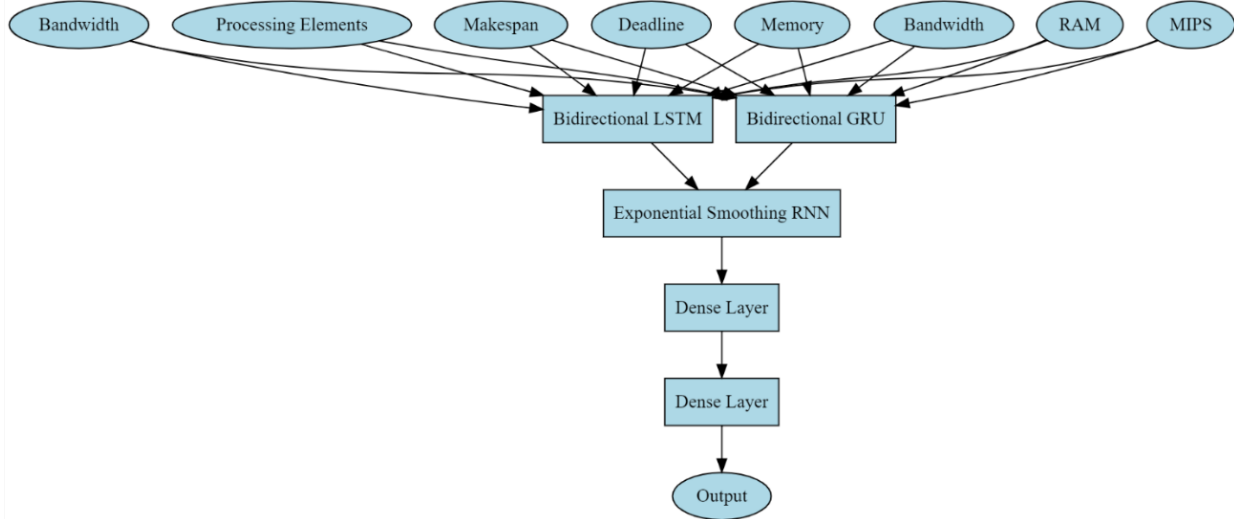 Bandwidth
Processing Elements
Makespan
Deadline
Memory
Bandwidth
RAM
MIPS
Bidirectional LSTM
Bidirectional GRU
Exponential Smoothing RNN
Dense Layer
Dense Layer
Output